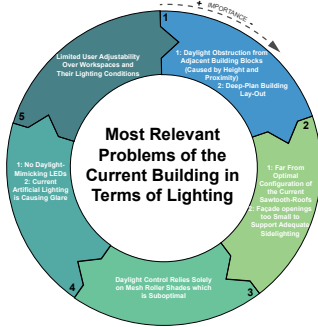 + IMPORTANCE -
1
1: Daylight Obstruction from
Adjacent Building Blocks
(Caused by Height and
Proximity)
2: Deep-Plan Building
Lay-Out
2
1: Far From
Optimal
Configuration of
the Current
Sawtooth-Roofs
2: Façade openings
too Small to
Support Adequate
Sidelighting
3
Daylight Control Relies Solely
on Mesh Roller Shades which
is Suboptimal
4
1: No Daylight-
Mimicking LEDs
2: Current
Artificial Lighting
is Causing Glare
5
Limited User Adjustability
Over Workspaces and
Their Lighting Conditions
Most Relevant
Problems of the
Current Building in
Terms of Lighting